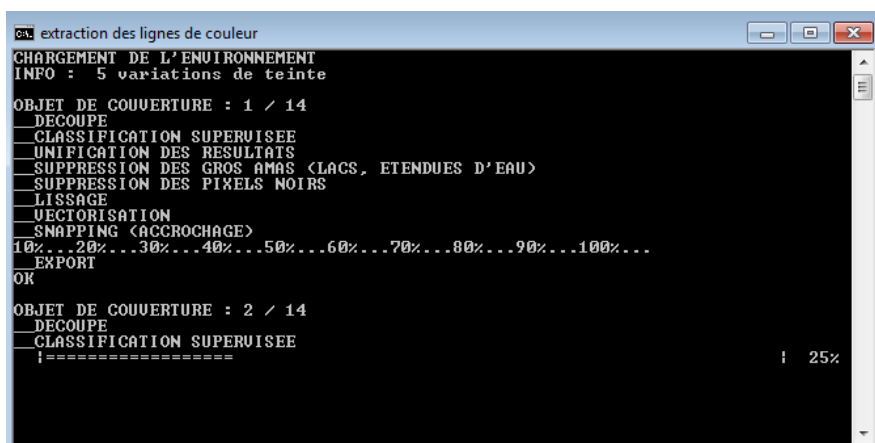 extraction des lignes de couleur
CHARGEMENT DE L'ENVIRONNEMENT
INFO :  5 variations de teinte
OBJET DE COUVERTURE : 1 / 14
__DECOUPE
__CLASSIFICATION SUPERVISEE
__UNIFICATION DES RESULTATS
__SUPPRESSION DES GROS AMAS (LACS, ETENDUES D'EAU)
__SUPPRESSION DES PIXELS NOIRS
__LISSAGE
__VECTORISATION
__SNAPPING (ACCROCHAGE)
10%...20%...30%...40%...50%...60%...70%...80%...90%...100%...
__EXPORT
OK
OBJET DE COUVERTURE : 2 / 14
__DECOUPE
__CLASSIFICATION SUPERVISEE
|================== | 25%